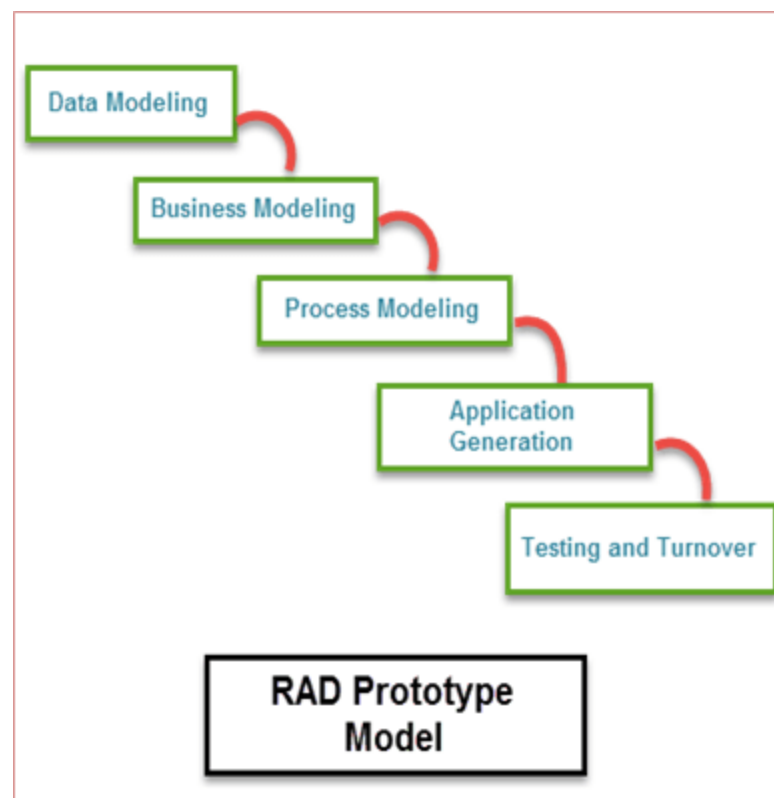 Data Modeling
Business Modeling
Process Modeling
Application
Generation
Testing and Turnover
RAD Prototype
Model